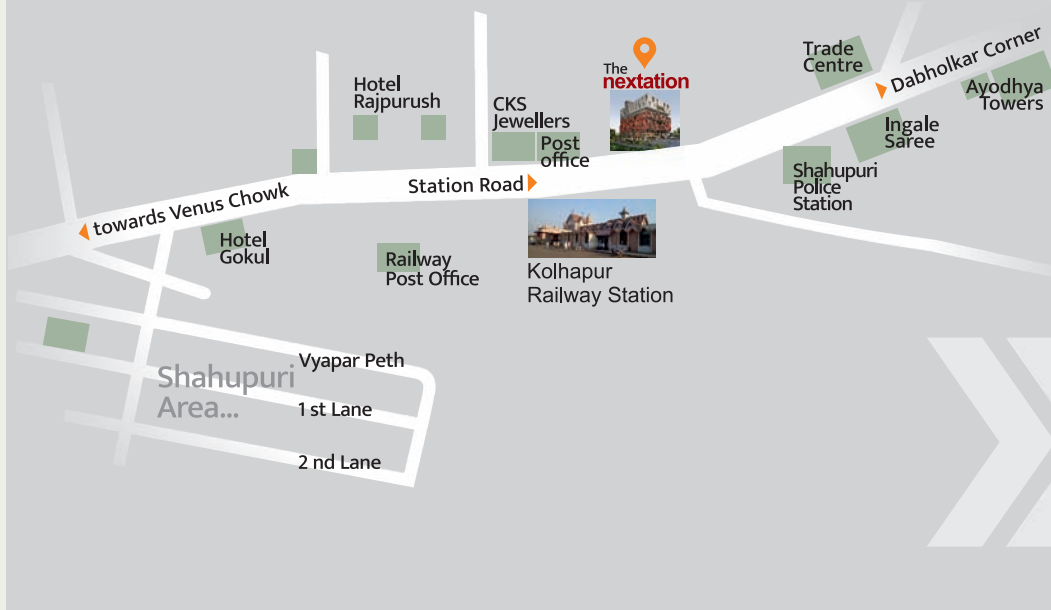 Hotel
Rajpurush
CKS
Jewellers
Post
office
The
nextation
Trade
Centre
Dabholkar Corner
Ayodhya
Towers
Ingale
Saree
Shahupuri
Police
Station
Station Road
towards Venus Chowk
Hotel
Gokul
Railway
Post Office
Kolhapur
Railway Station
Shahupuri
Area...
Vyapar Peth
1 st Lane
2 nd Lane